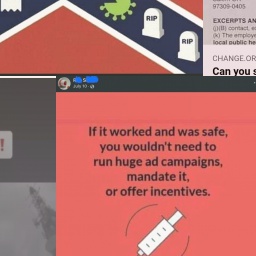 RIP
RIP
97309-0405
EXCERPTS AN
(j)(B) contact, e
(k) The employe
local public he
CHANGE.OR
Can you s
!
July 10
If it worked and was safe,
you wouldn't need to
run huge ad campaigns,
mandate it,
or offer incentives.